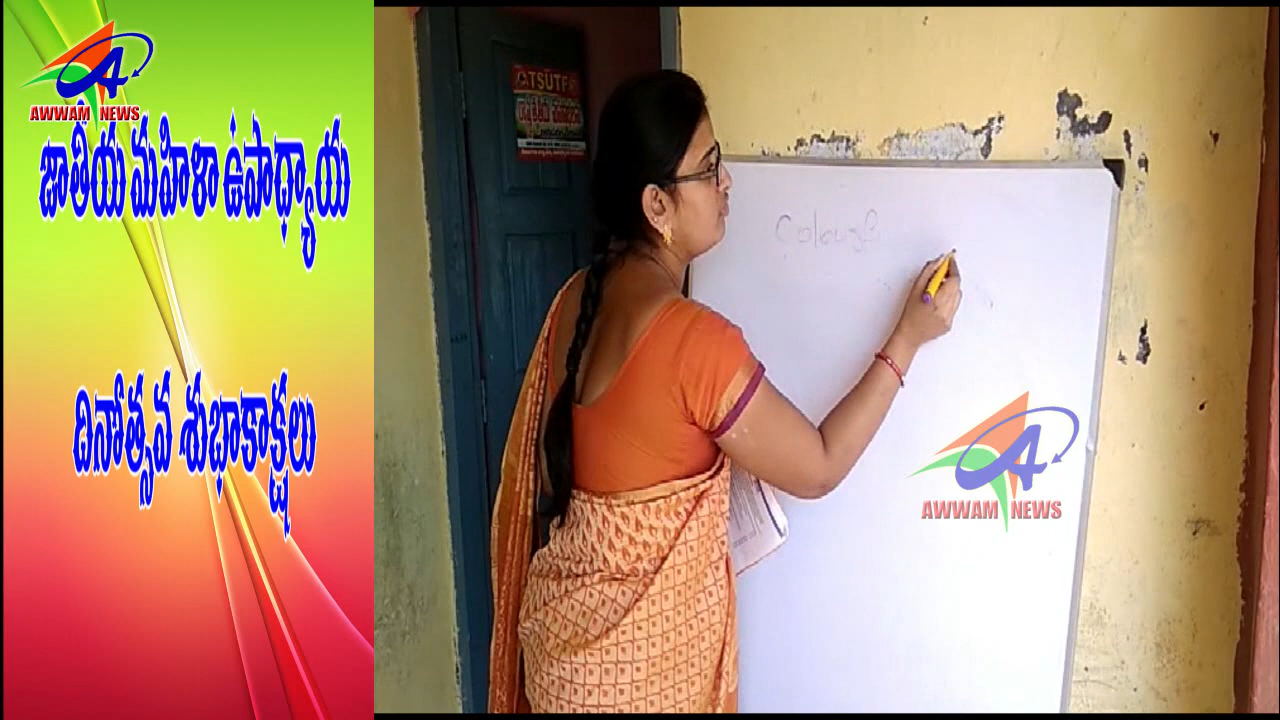 AWWAM NEWS
జాతీయ మహిళా ఉపాధ్యాయ
దినోత్సవ శుభాకాక్షలు
TSUTF
AWWAM NEWS